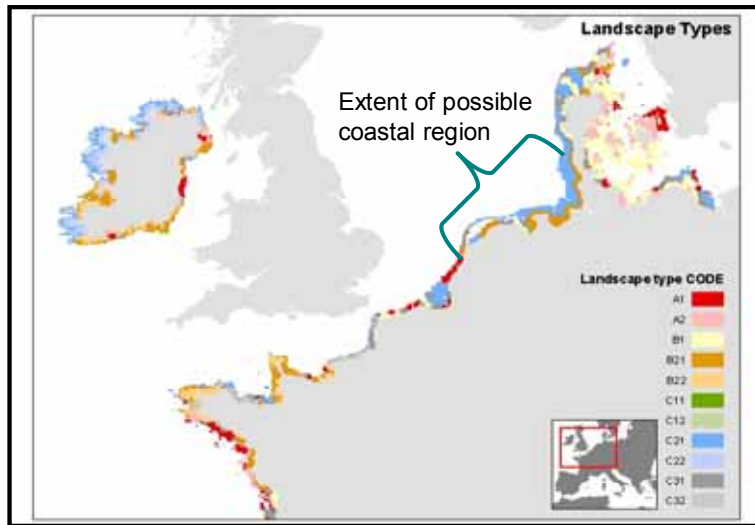 Landscape Types
Extent of possible
coastal region
Landscape type CODE
A1
A2
B1
B21
B22
C11
C12
C21
C22
C31
C32